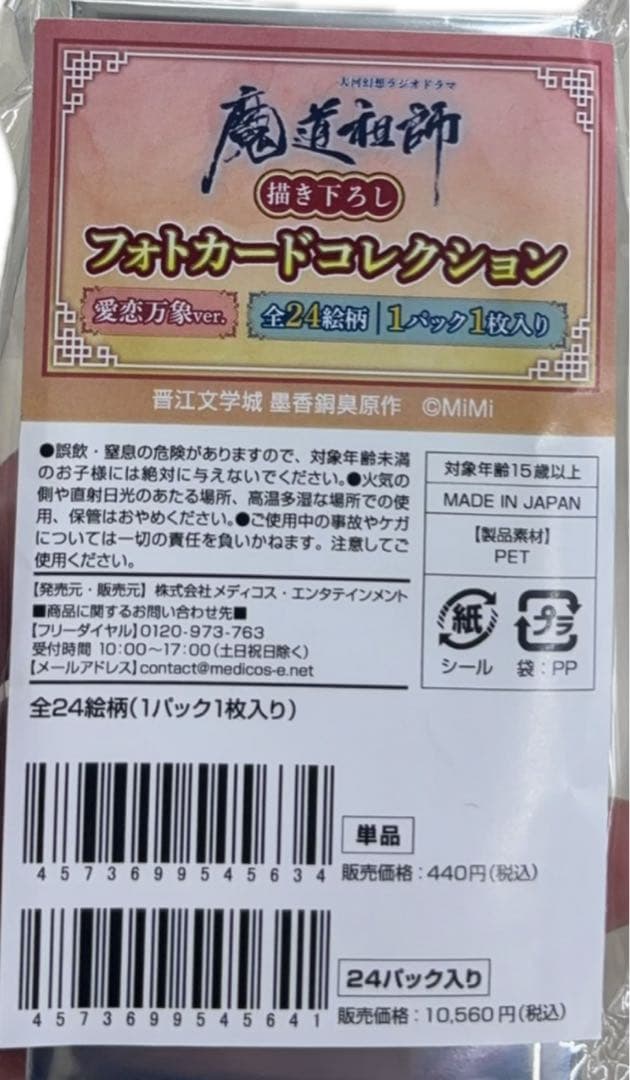 大河幻想ラジオドラマ
魔道祖師
描き下ろし
フォトカードコレクション
愛恋万象ver.
全24絵柄|1パック1枚入り
晋江文学城 墨香銅臭原作 ©MiMi
●誤飲・窒息の危険がありますので、対象年齢未満
のお子様には絶対に与えないでください。●火気の
側や直射日光のあたる場所、高温多湿な場所での使
用、保管はおやめください。●ご使用中の事故やケガ
については一切の責任を負いかねます。注意してご
使用ください。
対象年齢15歳以上
MADE IN JAPAN
【製品素材】
PET
紙
プラ
シール
袋:PP
【発売元・販売元】株式会社メディコス・エンタテインメント
■商品に関するお問い合わせ先■
【フリーダイヤル】0120-973-763
受付時間 10:00〜17:00(土日祝日除く)
【メールアドレス】contact@medicos-e.net
全24絵柄(1パック1枚入り)
4573699545634
単品
販売価格:440円(税込)
4573699545641
24パック入り
販売価格:10,560円(税込)